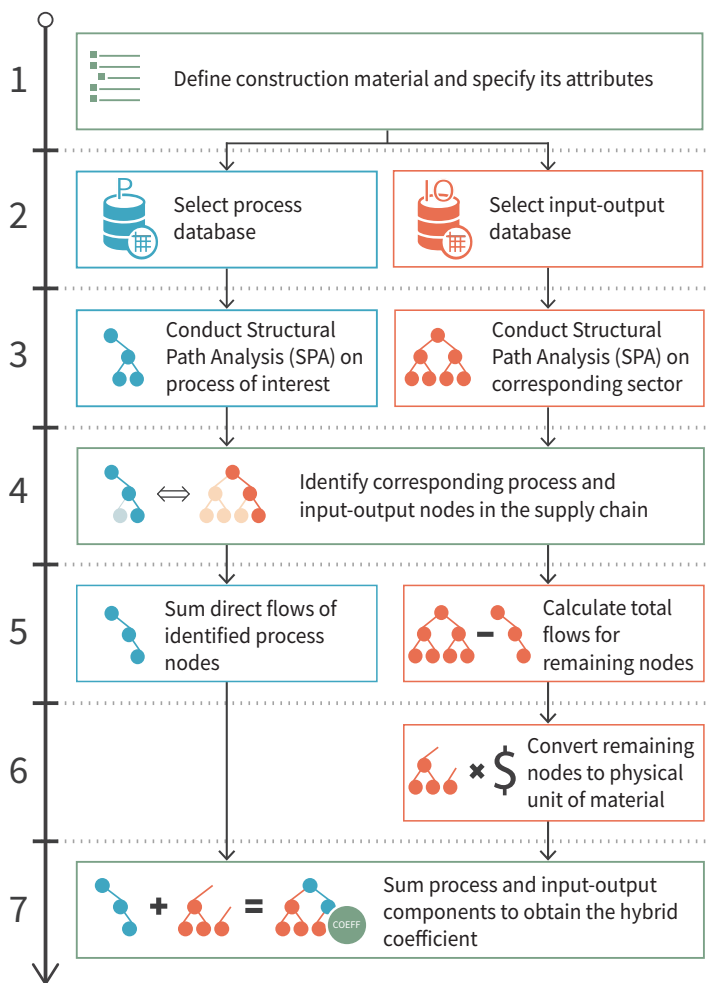 1
Define construction material and specify its attributes
2
P
Select process
database
I-O
Select input-output
database
3
Conduct Structural
Path Analysis (SPA) on
process of interest
Conduct Structural
Path Analysis (SPA) on
corresponding sector
4
Identify corresponding process and
input-output nodes in the supply chain
5
Sum direct flows of
identified process
nodes
Calculate total
flows for
remaining nodes
6
$
Convert remaining
nodes to physical
unit of material
7
+
=
COEFF
Sum process and input-output
components to obtain the hybrid
coefficient